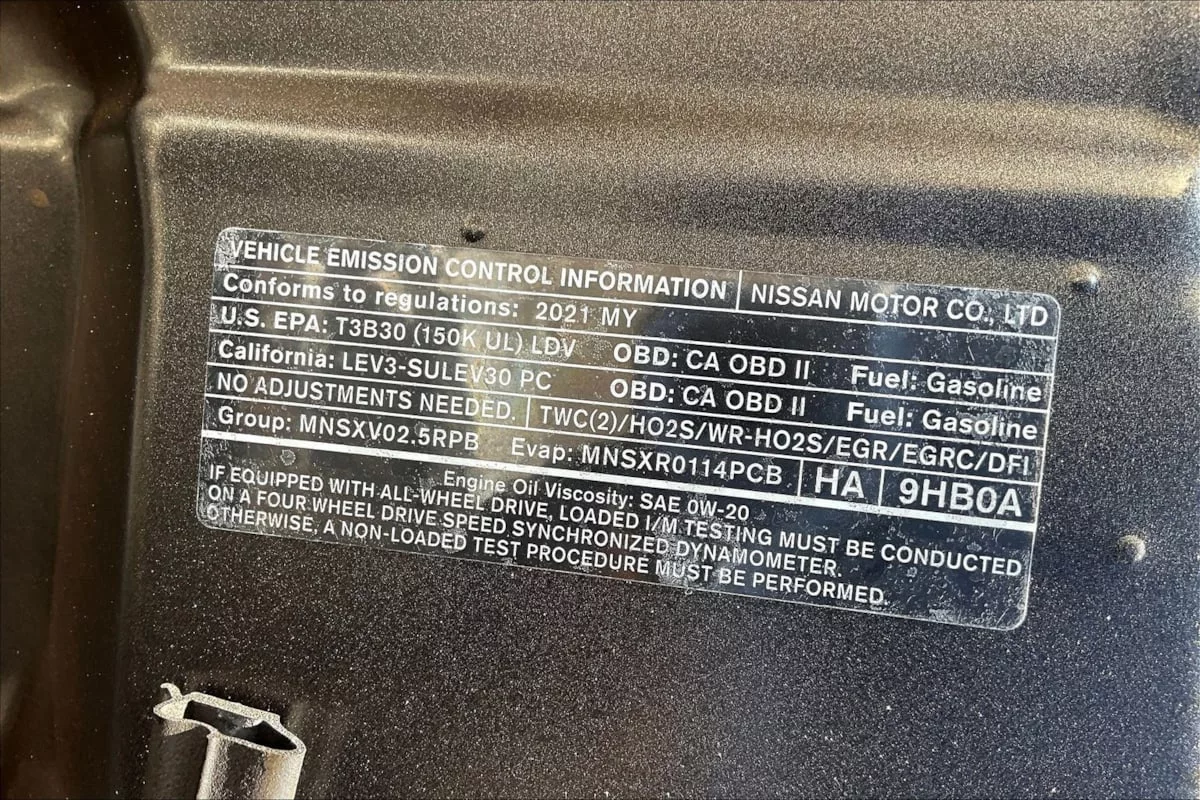 VEHICLE EMISSION CONTROL INFORMATION NISSAN MOTOR CO., LTD
Conforms to regulations: 2021 MY
U.S. EPA: T3B30 (150K UL) LDV OBD: CA OBD II Fuel: Gasoline
California: LEV3-SULEV30 PC OBD: CA OBD II Fuel: Gasoline
NO ADJUSTMENTS NEEDED. TWC(2)/HO2S/WR-HO2S/EGR/EGRC/DFI
Group: MNSXV02.5RPB Evap: MNSXR0114PCB HA 9HB0A
Engine Oil Viscosity: SAE 0W-20
IF EQUIPPED WITH ALL-WHEEL DRIVE, LOADED I/M TESTING MUST BE CONDUCTED
ON A FOUR WHEEL DRIVE SPEED SYNCHRONIZED DYNAMOMETER.
OTHERWISE, A NON-LOADED TEST PROCEDURE MUST BE PERFORMED.